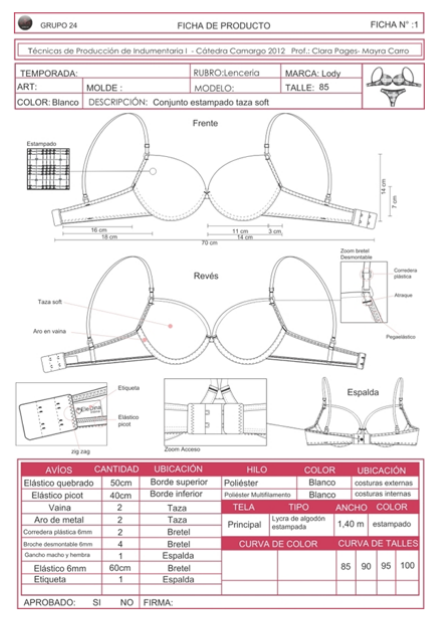 GRUPO 24 FICHA DE PRODUCTO FICHA N° :1
Técnicas de Producción de Indumentaria I - Cátedra Camargo 2012 Prof.: Clara Pages- Mayra Carro
TEMPORADA: RUBRO:Lencería MARCA: Lody
ART: MOLDE : MODELO: TALLE: 85
COLOR: Blanco DESCRIPCIÓN: Conjunto estampado taza soft
Frente
Estampado
14 cm
7 cm
16 cm
18 cm
11 cm 3 cm
14 cm
70 cm
Zoom bretel
Desmontable
Corredera
plástica
Atraque
Pegaelástico
Revés
Taza soft
Aro en vaina
Etiqueta
Elástico
picot
zig zag
Zoom Acceso
Espalda
AVÍOS CANTIDAD UBICACIÓN HILO COLOR UBICACIÓN
Elástico quebrado 50cm Borde superior Poliéster Blanco costuras externas
Elástico picot 40cm Borde inferior Poliéster Multifilamento Blanco costuras internas
Vaina 2 Taza TELA TIPO ANCHO COLOR
Aro de metal 2 Taza Principal Lycra de algodón estampada 1,40 m estampado
Corredera plástica 6mm 2 Bretel
Broche desmontable 6mm 4 Bretel CURVA DE COLOR CURVA DE TALLES
Gancho macho y hembra 1 Espalda
Elástico 6mm 60cm Bretel 85 90 95 100
Etiqueta 1 Espalda
APROBADO: SI NO FIRMA: